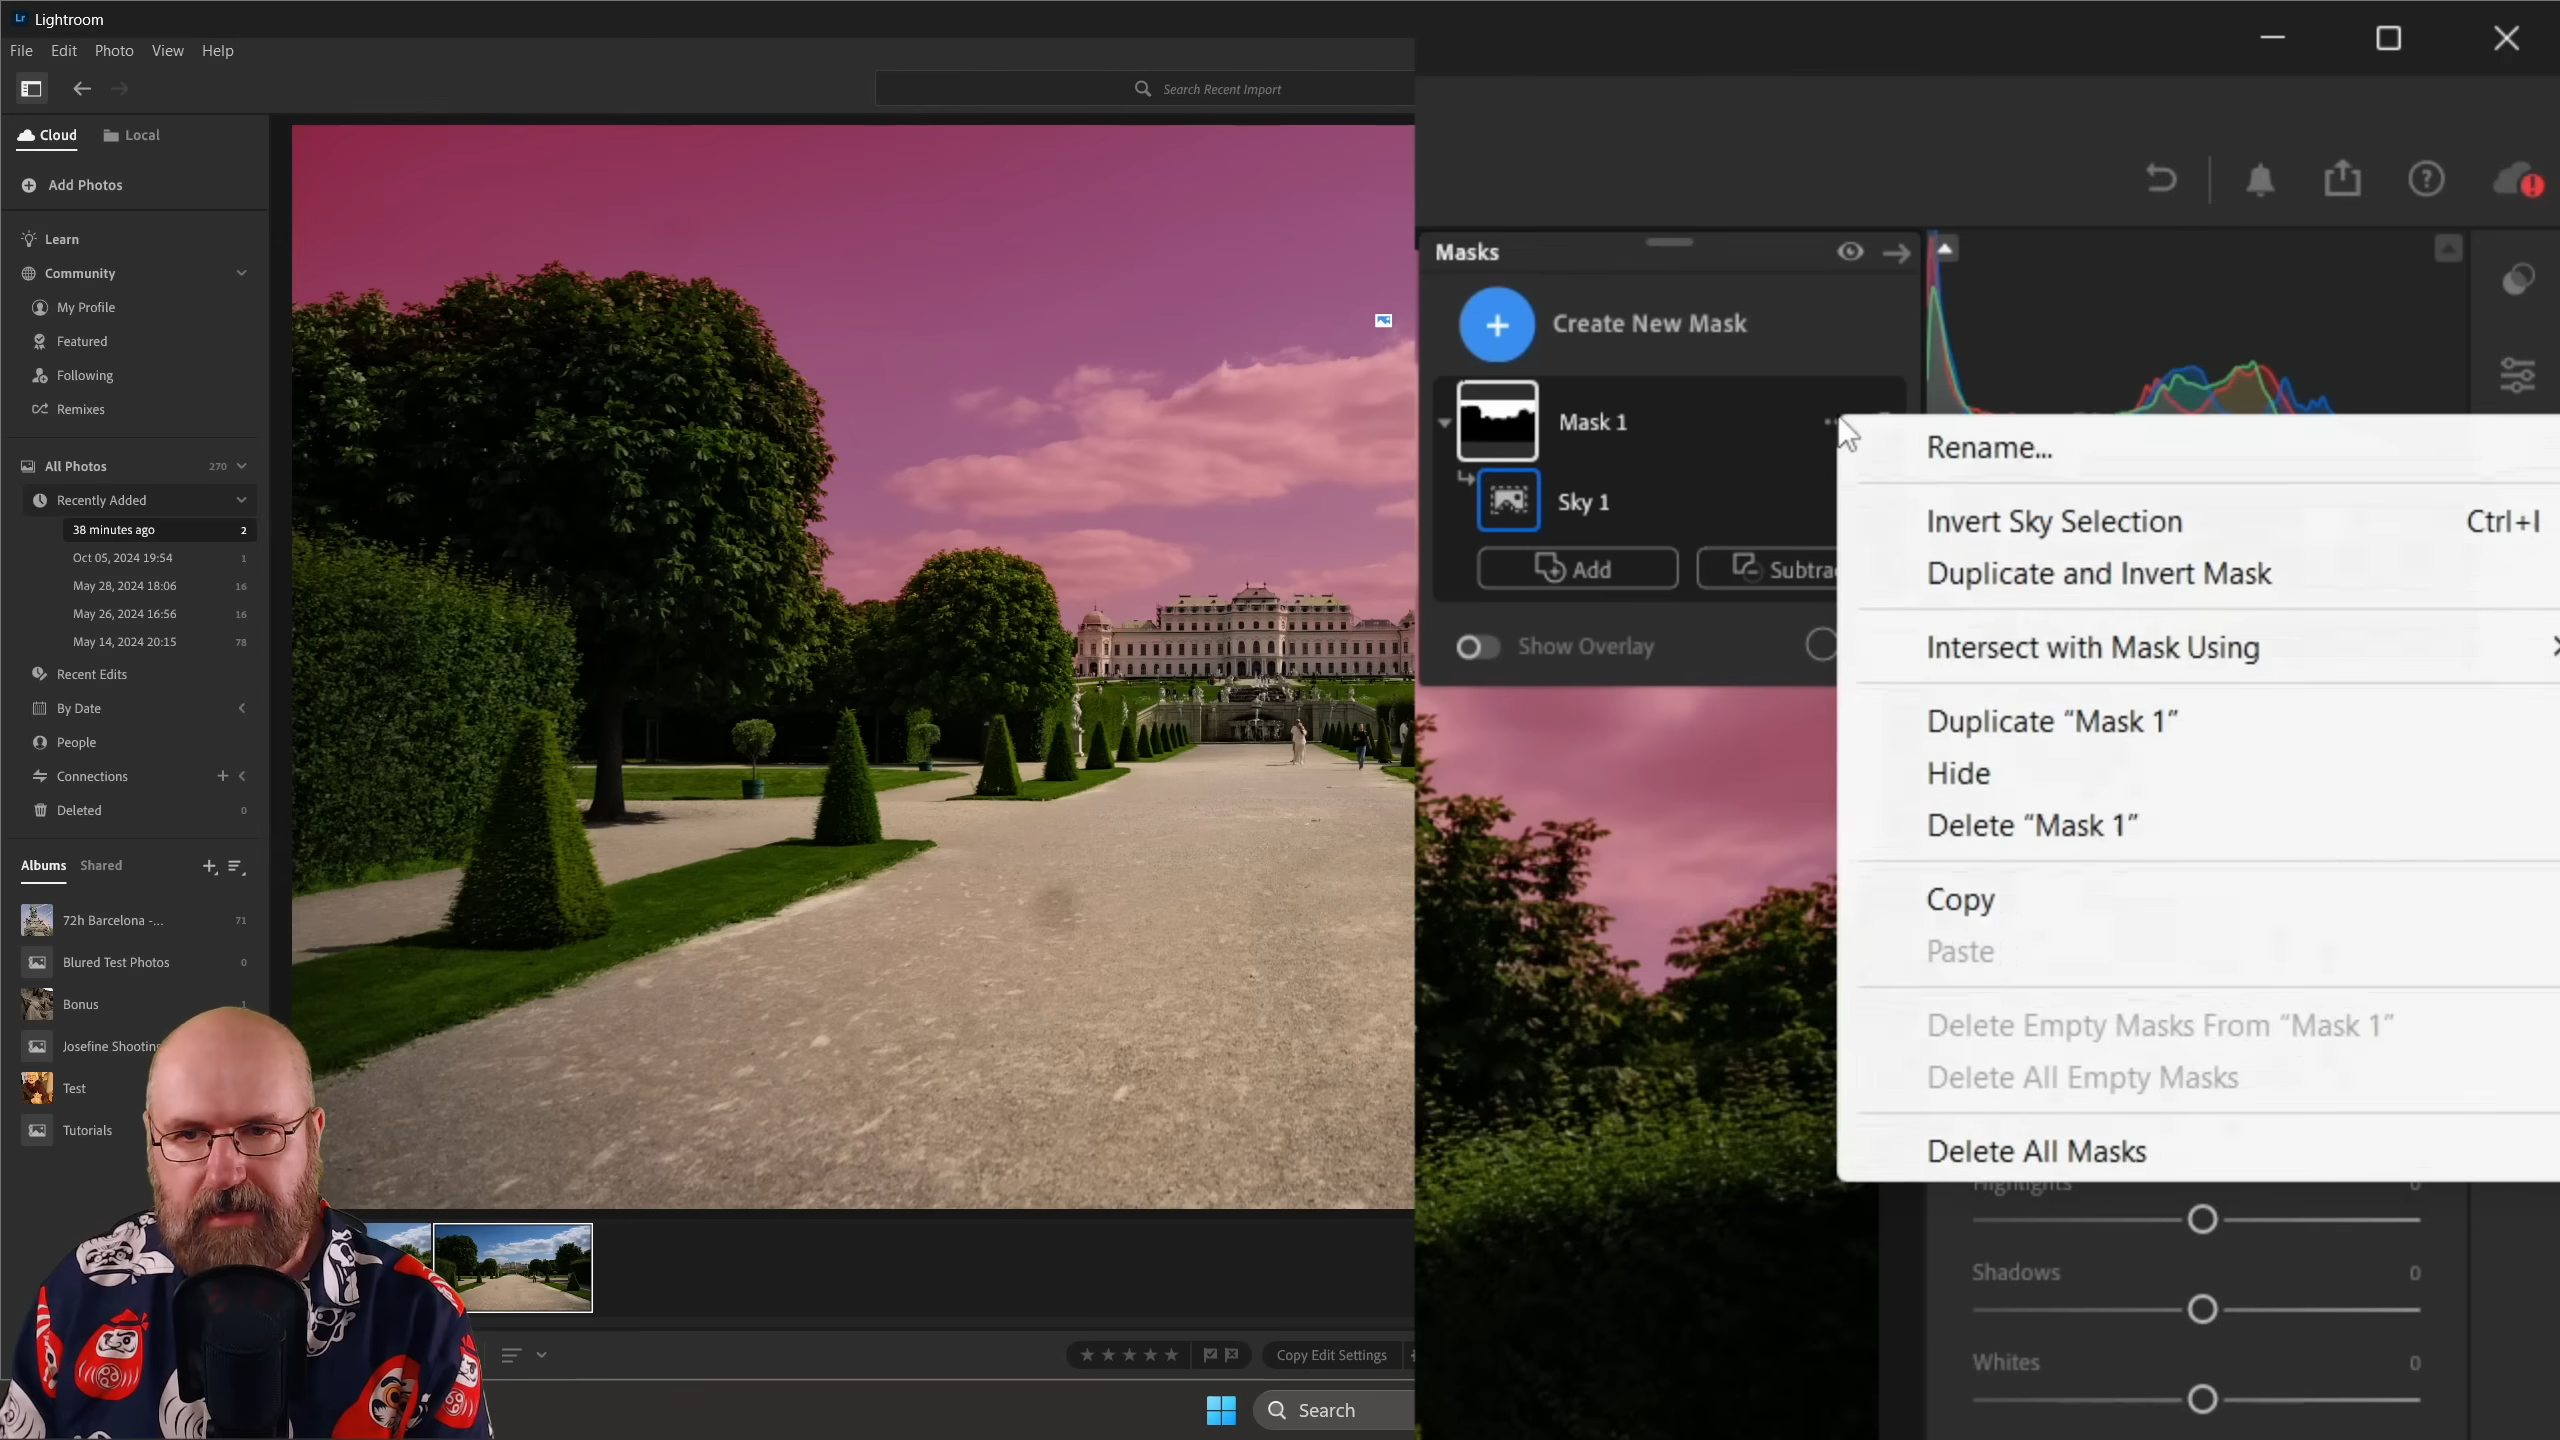 Lr Lightroom
File Edit Photo View Help
Search Recent Import
Cloud Local
Add Photos
Learn
Community
My Profile
Featured
Following
Remixes
All Photos 270
Recently Added
38 minutes ago 2
Oct 05, 2024 19:54 1
May 28, 2024 18:06 16
May 26, 2024 16:56 16
May 14, 2024 20:15 78
Recent Edits
By Date
People
Connections
Deleted 0
Albums Shared
72h Barcelona -... 71
Blured Test Photos 0
Bonus 1
Josefine Shooting
Test
Tutorials
Copy Edit Settings
Search
Masks
Create New Mask
Mask 1
Sky 1
Add
Show Overlay
Rename...
Invert Sky Selection Ctrl+I
Duplicate and Invert Mask
Intersect with Mask Using
Duplicate “Mask 1”
Hide
Delete “Mask 1”
Copy
Paste
Delete Empty Masks From “Mask 1”
Delete All Empty Masks
Delete All Masks
Highlights 0
Shadows 0
Whites 0